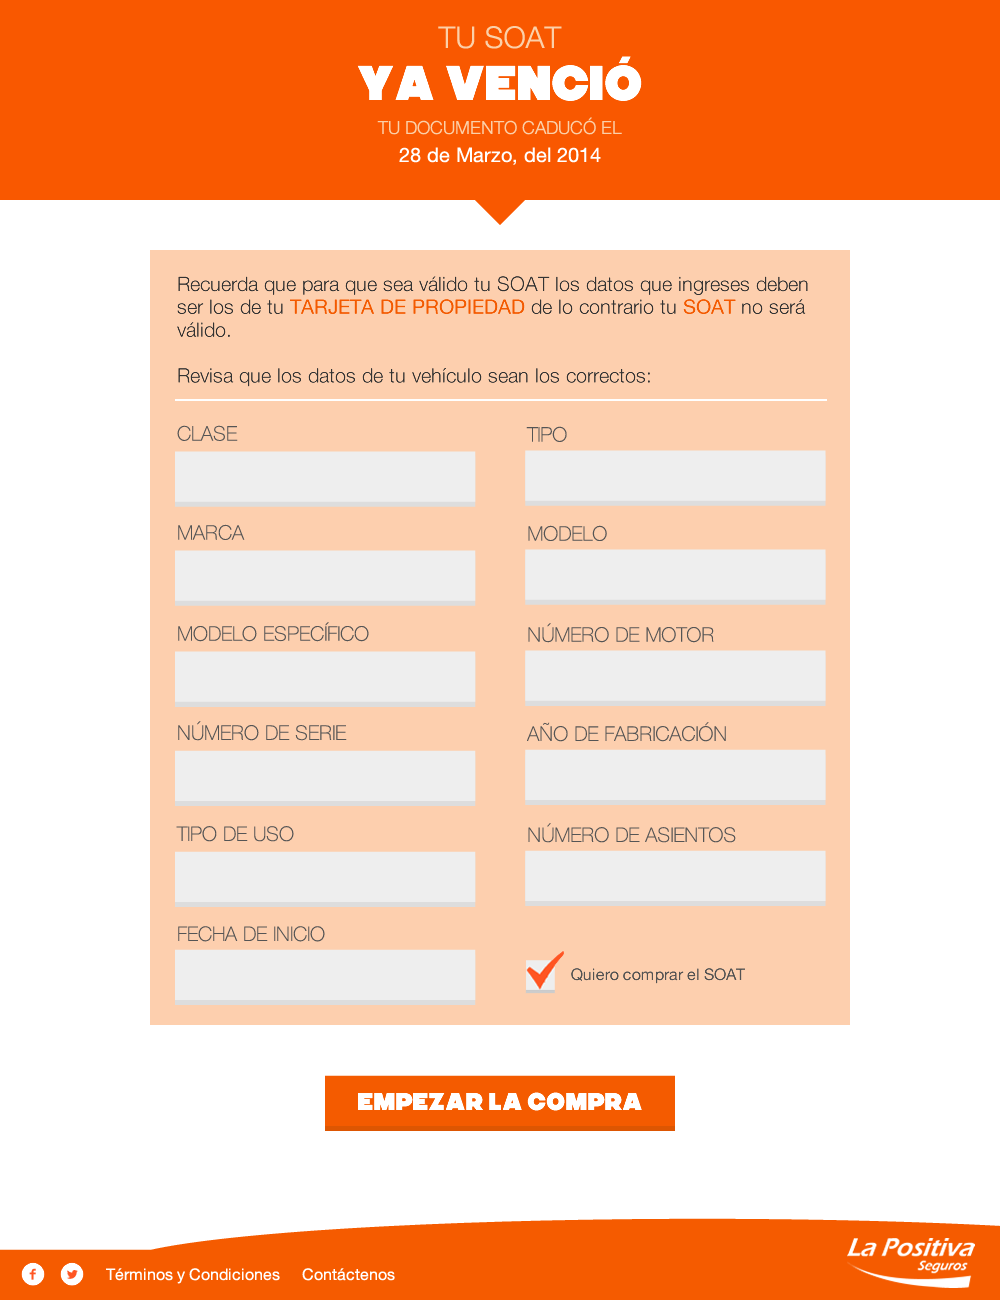 TU SOAT
YA VENCIÓ
TU DOCUMENTO CADUCÓ EL
28 de Marzo, del 2014
Recuerda que para que sea válido tu SOAT los datos que ingreses deben
ser los de tu TARJETA DE PROPIEDAD de lo contrario tu SOAT no será
válido.
Revisa que los datos de tu vehículo sean los correctos:
CLASE
TIPO
MARCA
MODELO
MODELO ESPECÍFICO
NÚMERO DE MOTOR
NÚMERO DE SERIE
AÑO DE FABRICACIÓN
TIPO DE USO
NÚMERO DE ASIENTOS
FECHA DE INICIO
Quiero comprar el SOAT
EMPEZAR LA COMPRA
Términos y Condiciones
Contáctenos
La Positiva
Seguros